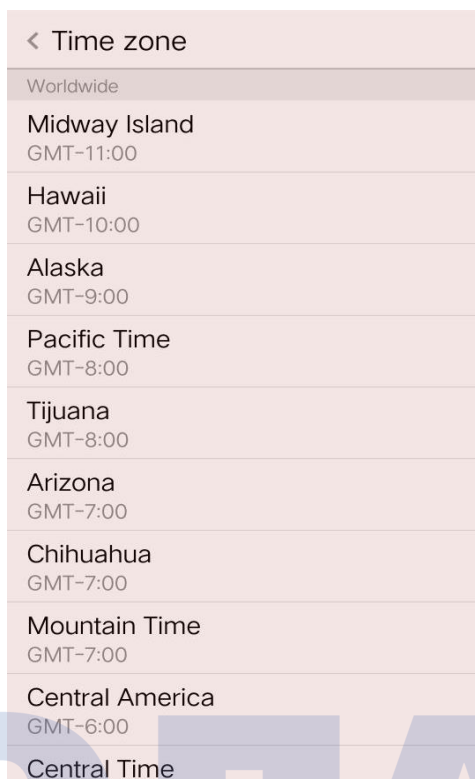 < Time zone
Worldwide
Midway Island
GMT-11:00
Hawaii
GMT-10:00
Alaska
GMT-9:00
Pacific Time
GMT-8:00
Tijuana
GMT-8:00
Arizona
GMT-7:00
Chihuahua
GMT-7:00
Mountain Time
GMT-7:00
Central America
GMT-6:00
Central Time